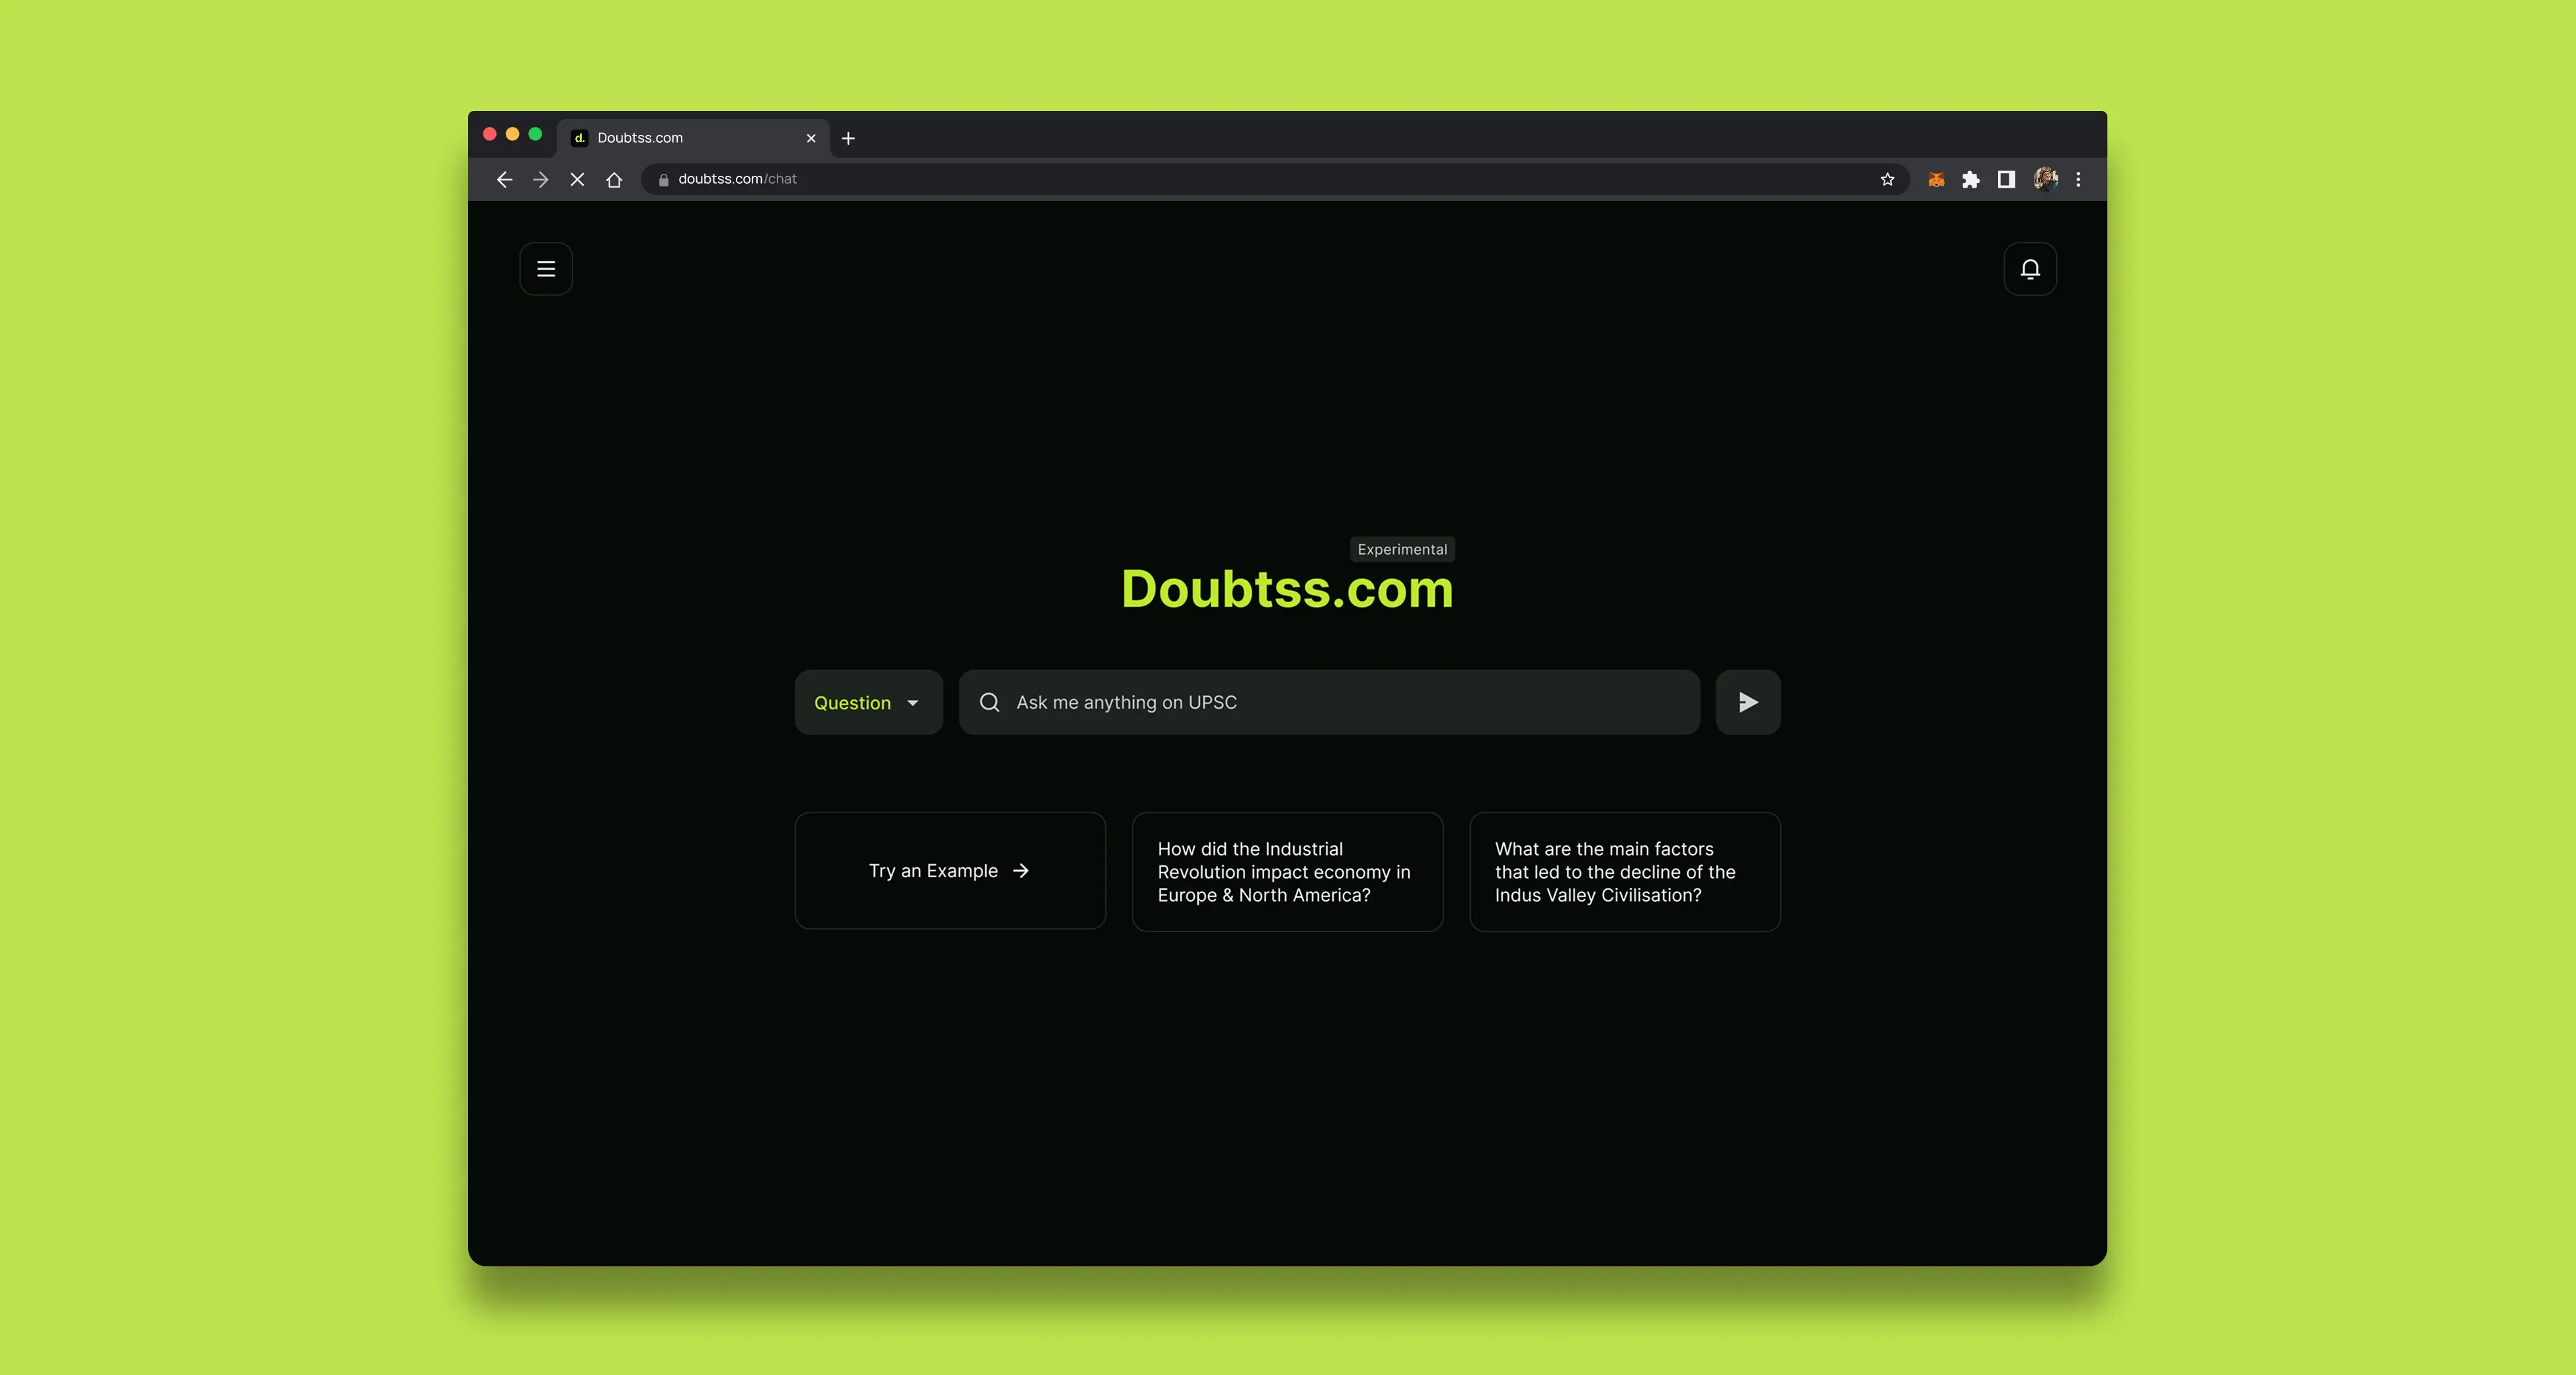 d. Doubtss.com
doubtss.com/chat
Experimental
Doubtss.com
Question
Ask me anything on UPSC
Try an Example
How did the Industrial
Revolution impact economy in
Europe & North America?
What are the main factors
that led to the decline of the
Indus Valley Civilisation?